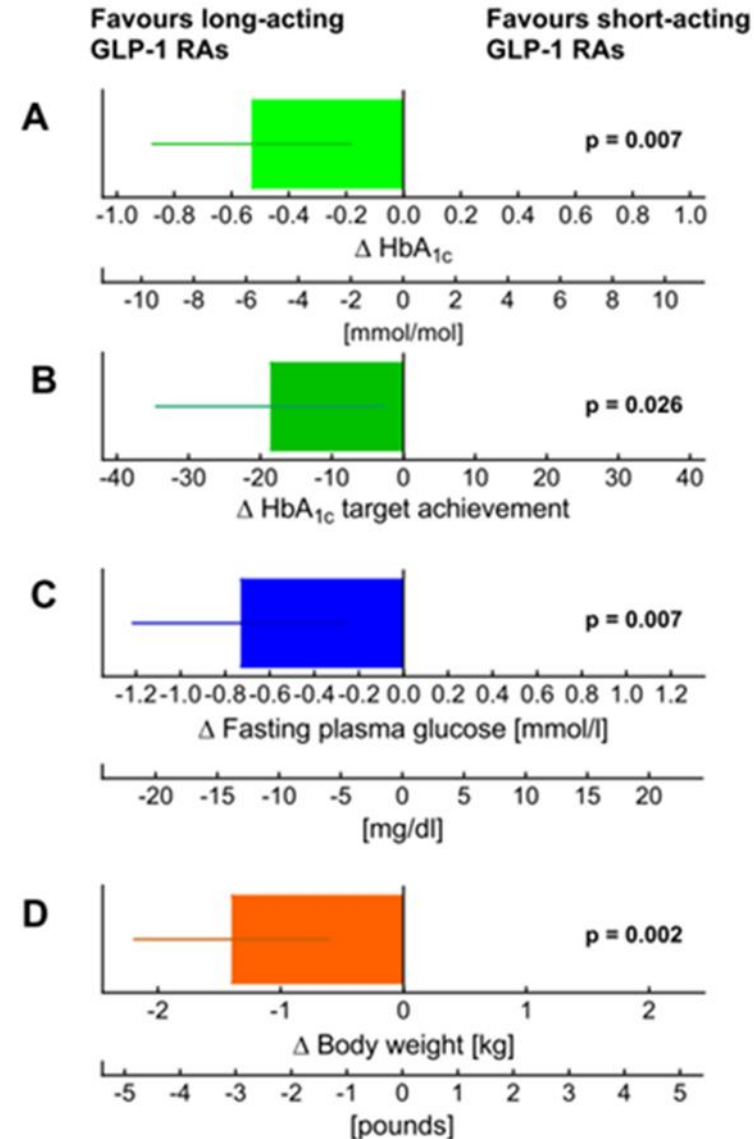 Favours long-acting
GLP-1 RAs
Favours short-acting
GLP-1 RAs
A
p = 0.007
-1.0 -0.8 -0.6 -0.4 -0.2 0.0 0.2 0.4 0.6 0.8 1.0
Δ HbA1c
-10 -8 -6 -4 -2 0 2 4 6 8 10
[mmol/mol]
B
p = 0.026
-40 -30 -20 -10 0 10 20 30 40
Δ HbA1c target achievement
C
p = 0.007
-1.2 -1.0 -0.8 -0.6 -0.4 -0.2 0.0 0.2 0.4 0.6 0.8 1.0 1.2
Δ Fasting plasma glucose [mmol/l]
-20 -15 -10 -5 0 5 10 15 20
[mg/dl]
D
p = 0.002
-2 -1 0 1 2
Δ Body weight [kg]
-5 -4 -3 -2 -1 0 1 2 3 4 5
[pounds]